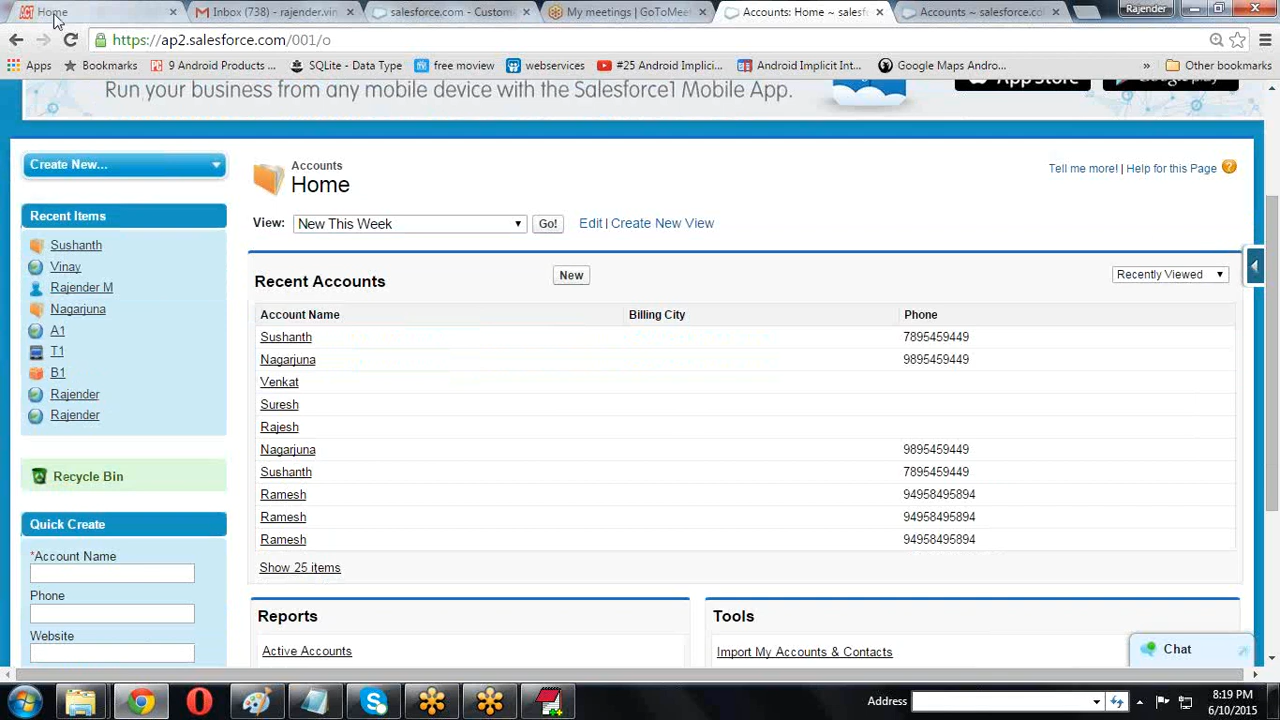 Home
Inbox (738) - rajender.vin
salesforce.com - Custom
My meetings | GoToMee
Accounts: Home ~ salesf
Accounts ~ salesforce.co
Rajender
https://ap2.salesforce.com/001/o
Apps
Bookmarks
9 Android Products ...
SQLite - Data Type
free moview
webservices
#25 Android Implici...
Android Implicit Int...
Google Maps Andro...
»
Other bookmarks
Run your business from any mobile device with the Salesforce1 Mobile App.
App Store
Create New...
Accounts
Home
Tell me more! | Help for this Page
View: New This Week Go! Edit | Create New View
Recent Items
Sushanth
Vinay
Rajender M
Nagarjuna
A1
T1
B1
Rajender
Rajender
Recycle Bin
Quick Create
*Account Name
Phone
Website
Recent Accounts New Recently Viewed
Account Name Billing City Phone
Sushanth 7895459449
Nagarjuna 9895459449
Venkat
Suresh
Rajesh
Nagarjuna 9895459449
Sushanth 7895459449
Ramesh 94958495894
Ramesh 94958495894
Ramesh 94958495894
Show 25 items
Reports
Active Accounts
Tools
Import My Accounts & Contacts
Chat
Address
8:19 PM
6/10/2015